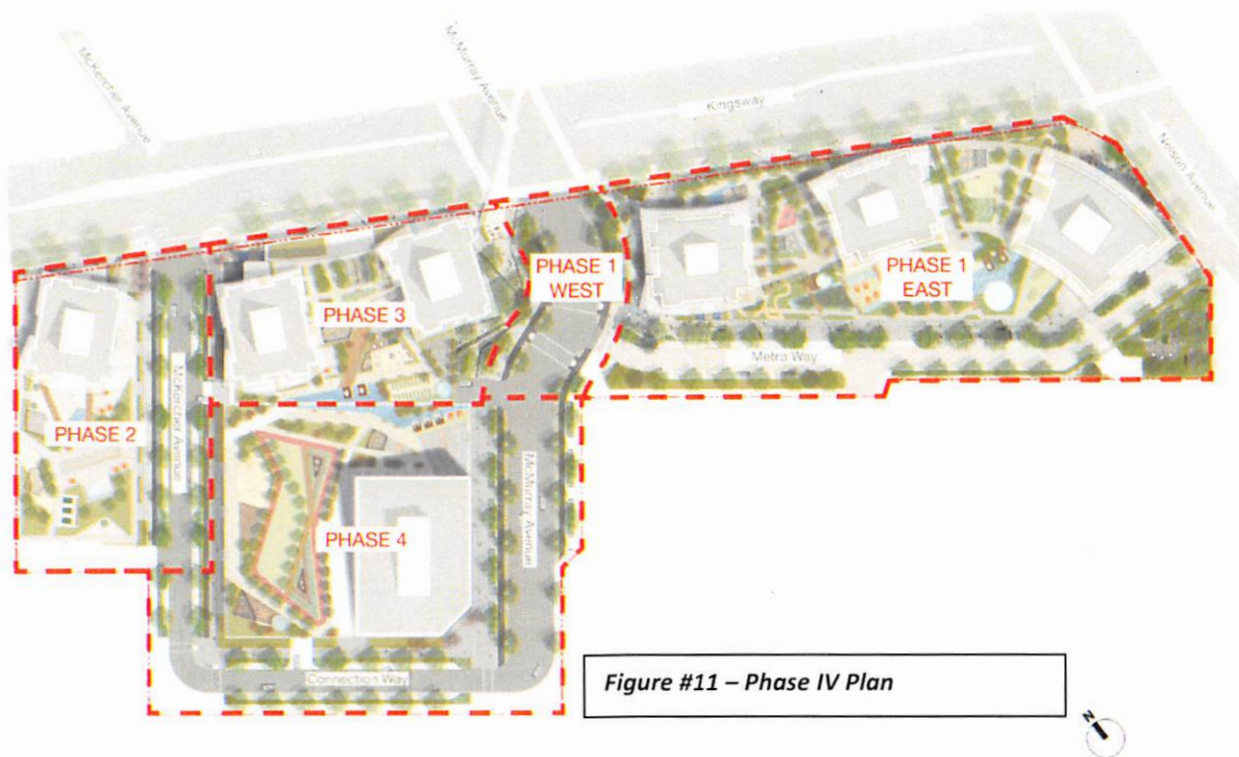 McKercher Avenue
McMurray Avenue
Kingsway
Nelson Avenue
PHASE 1
WEST
PHASE 1
EAST
PHASE 3
Metro Way
PHASE 2
McKercher Avenue
McMurray Avenue
PHASE 4
Connection Way
Figure #11 – Phase IV Plan
N